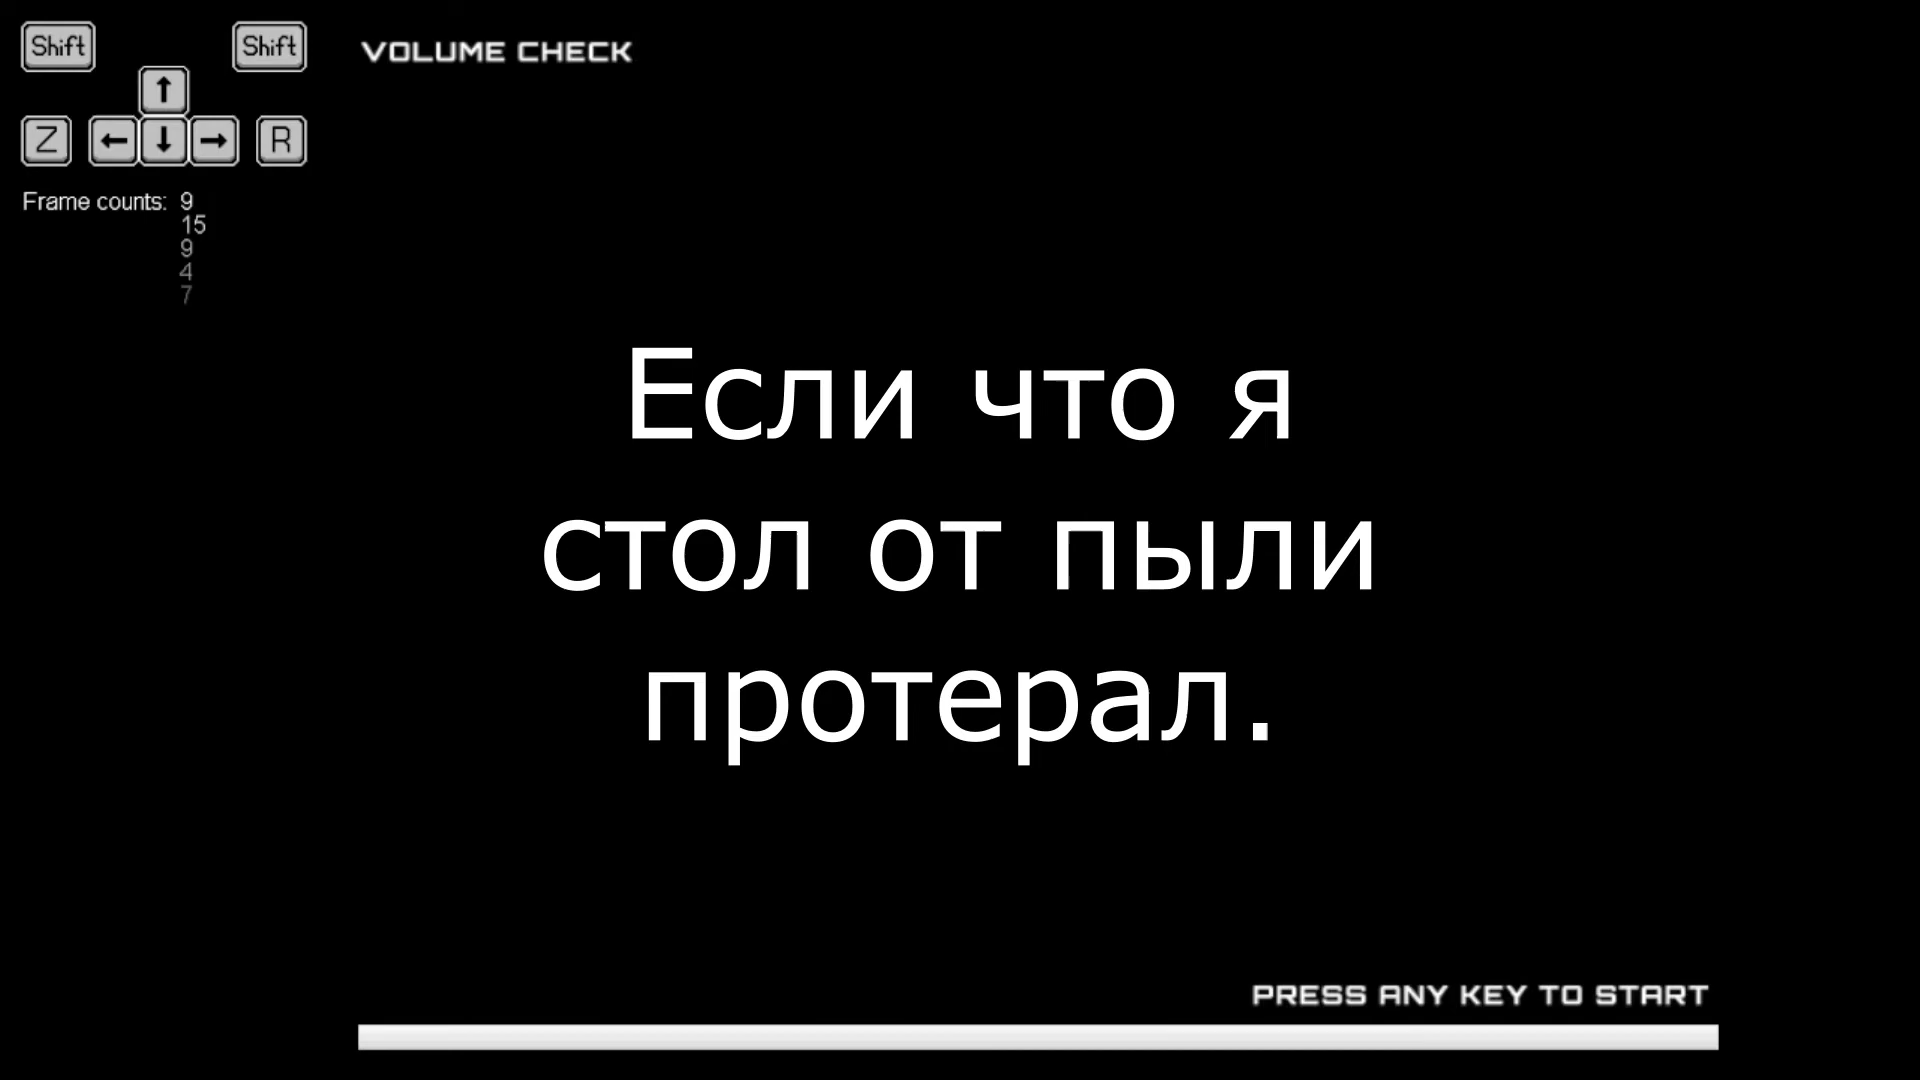 Shift Shift VOLUME CHECK
↑
Z ← ↓ → R
Frame counts: 9
15
9
4
7
Если что я
стол от пыли
протерал.
PRESS ANY KEY TO START